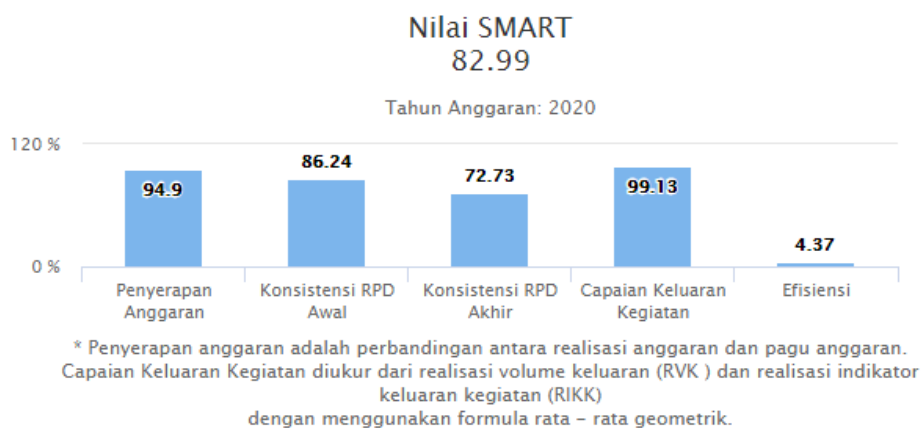 Nilai SMART
82.99
Tahun Anggaran: 2020
120 %
94.9
86.24
72.73
99.13
4.37
0 %
Penyerapan
Anggaran
Konsistensi RPD
Awal
Konsistensi RPD
Akhir
Capaian Keluaran
Kegiatan
Efisiensi
* Penyerapan anggaran adalah perbandingan antara realisasi anggaran dan pagu anggaran.
Capaian Keluaran Kegiatan diukur dari realisasi volume keluaran (RVK ) dan realisasi indikator
keluaran kegiatan (RIKK)
dengan menggunakan formula rata – rata geometrik.